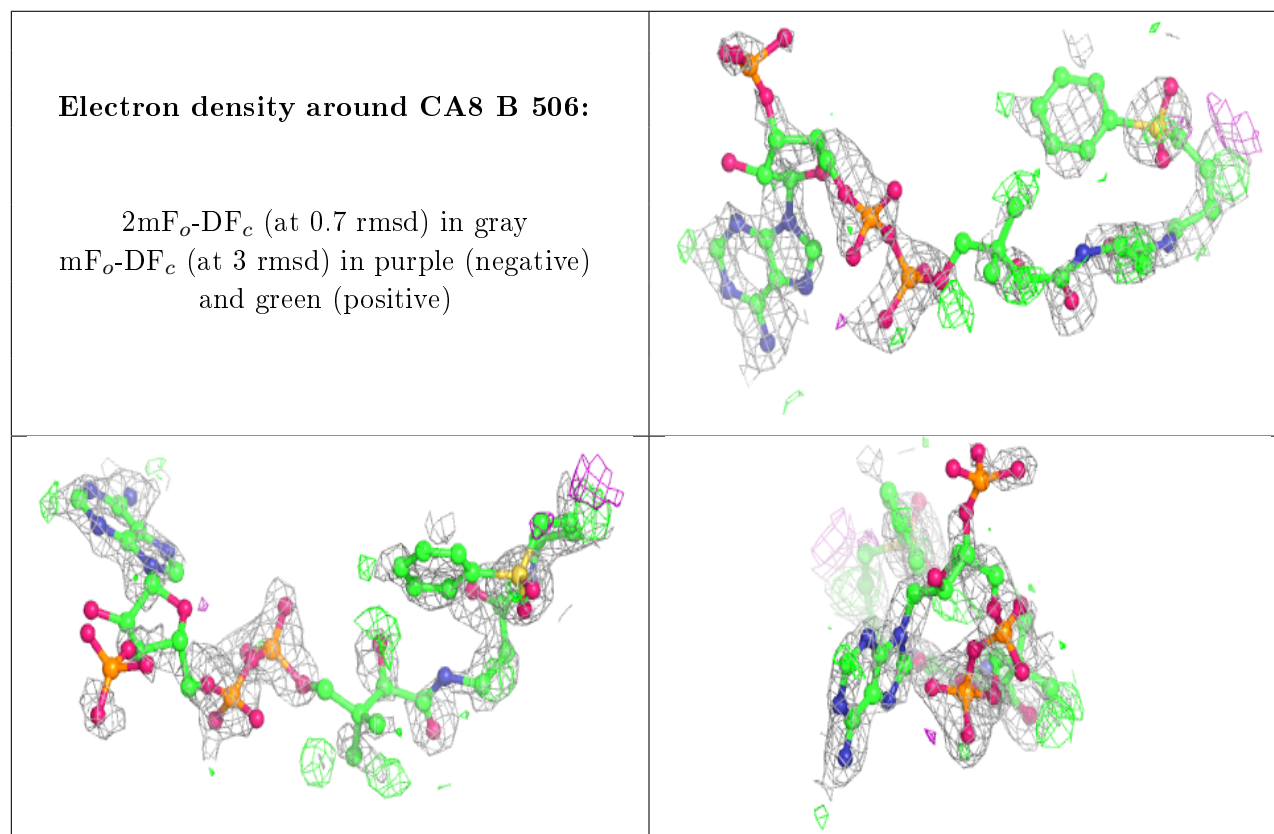 Electron density around CA8 B 506:
2mFₒ-DF𝒸 (at 0.7 rmsd) in gray
mFₒ-DF𝒸 (at 3 rmsd) in purple (negative)
and green (positive)